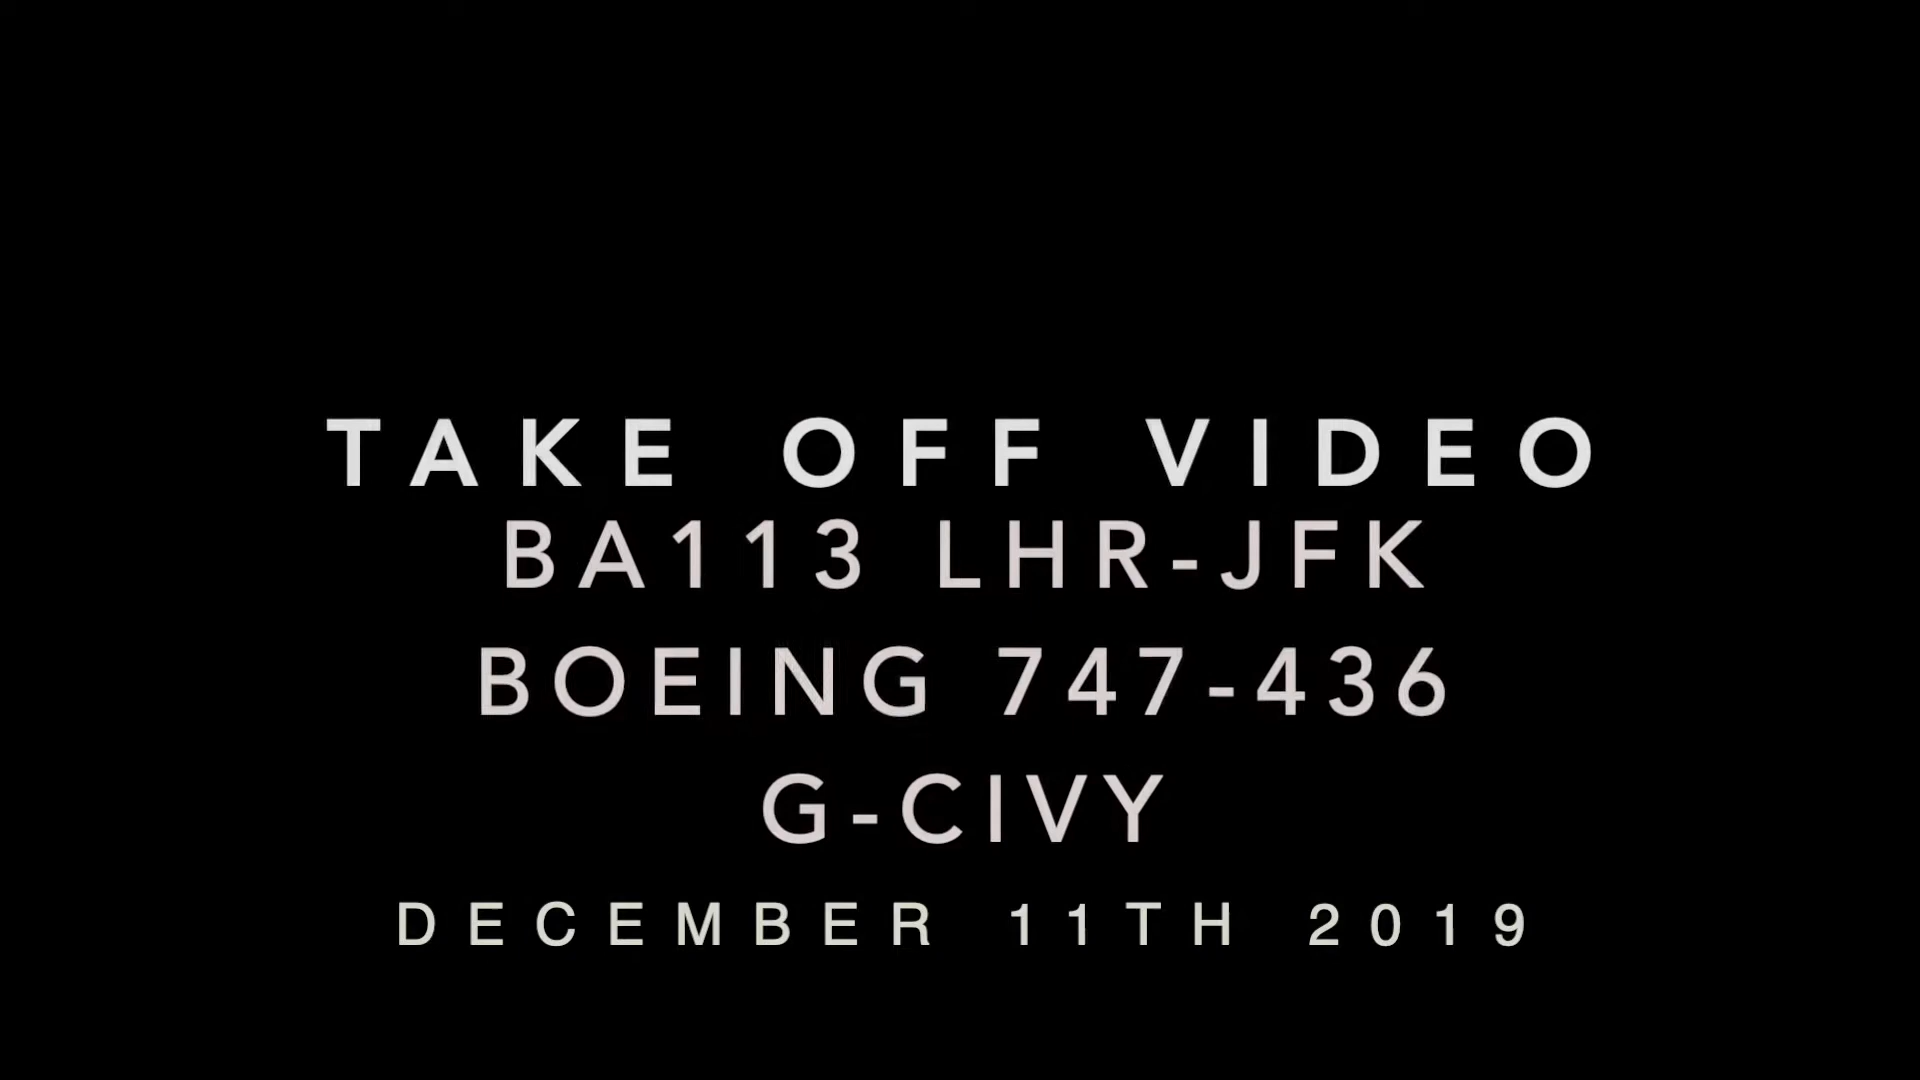 TAKE OFF VIDEO
BA113 LHR-JFK
BOEING 747-436
G-CIVY
DECEMBER 11TH 2019